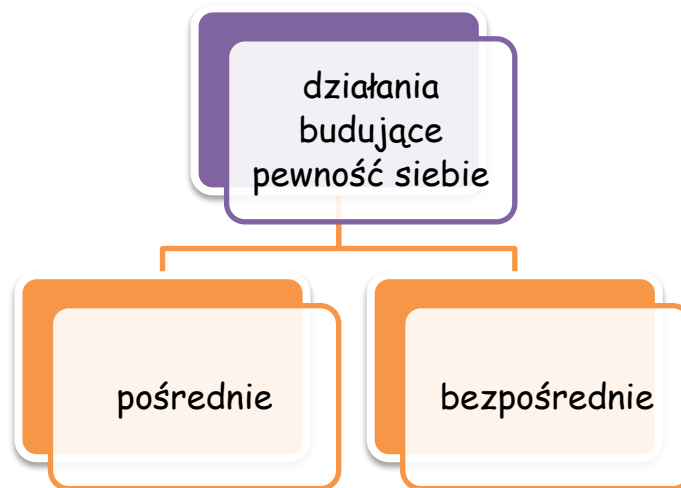 działania
budujące
pewność siebie
pośrednie
bezpośrednie